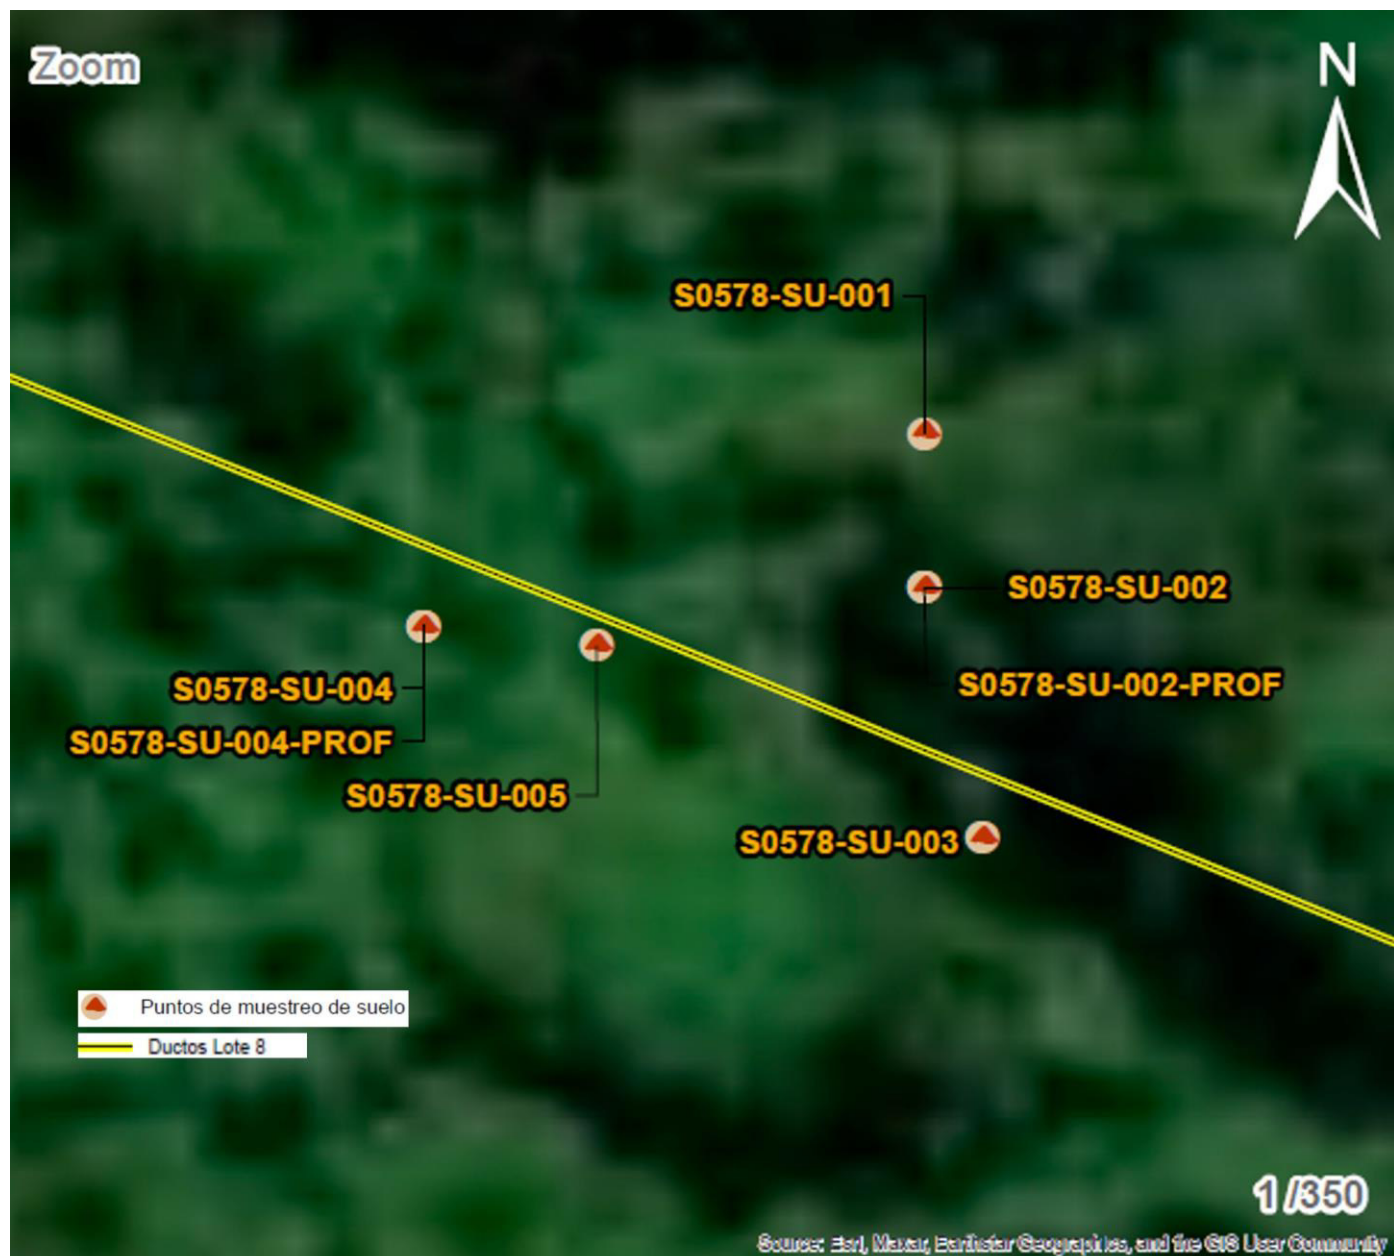 Zoom
N
S0578-SU-001
S0578-SU-002
S0578-SU-002-PROF
S0578-SU-004
S0578-SU-004-PROF
S0578-SU-005
S0578-SU-003
Puntos de muestreo de suelo
Ductos Lote 8
1 /350
Source: Esri, Maxar, Earthstar Geographics, and the GIS User Community